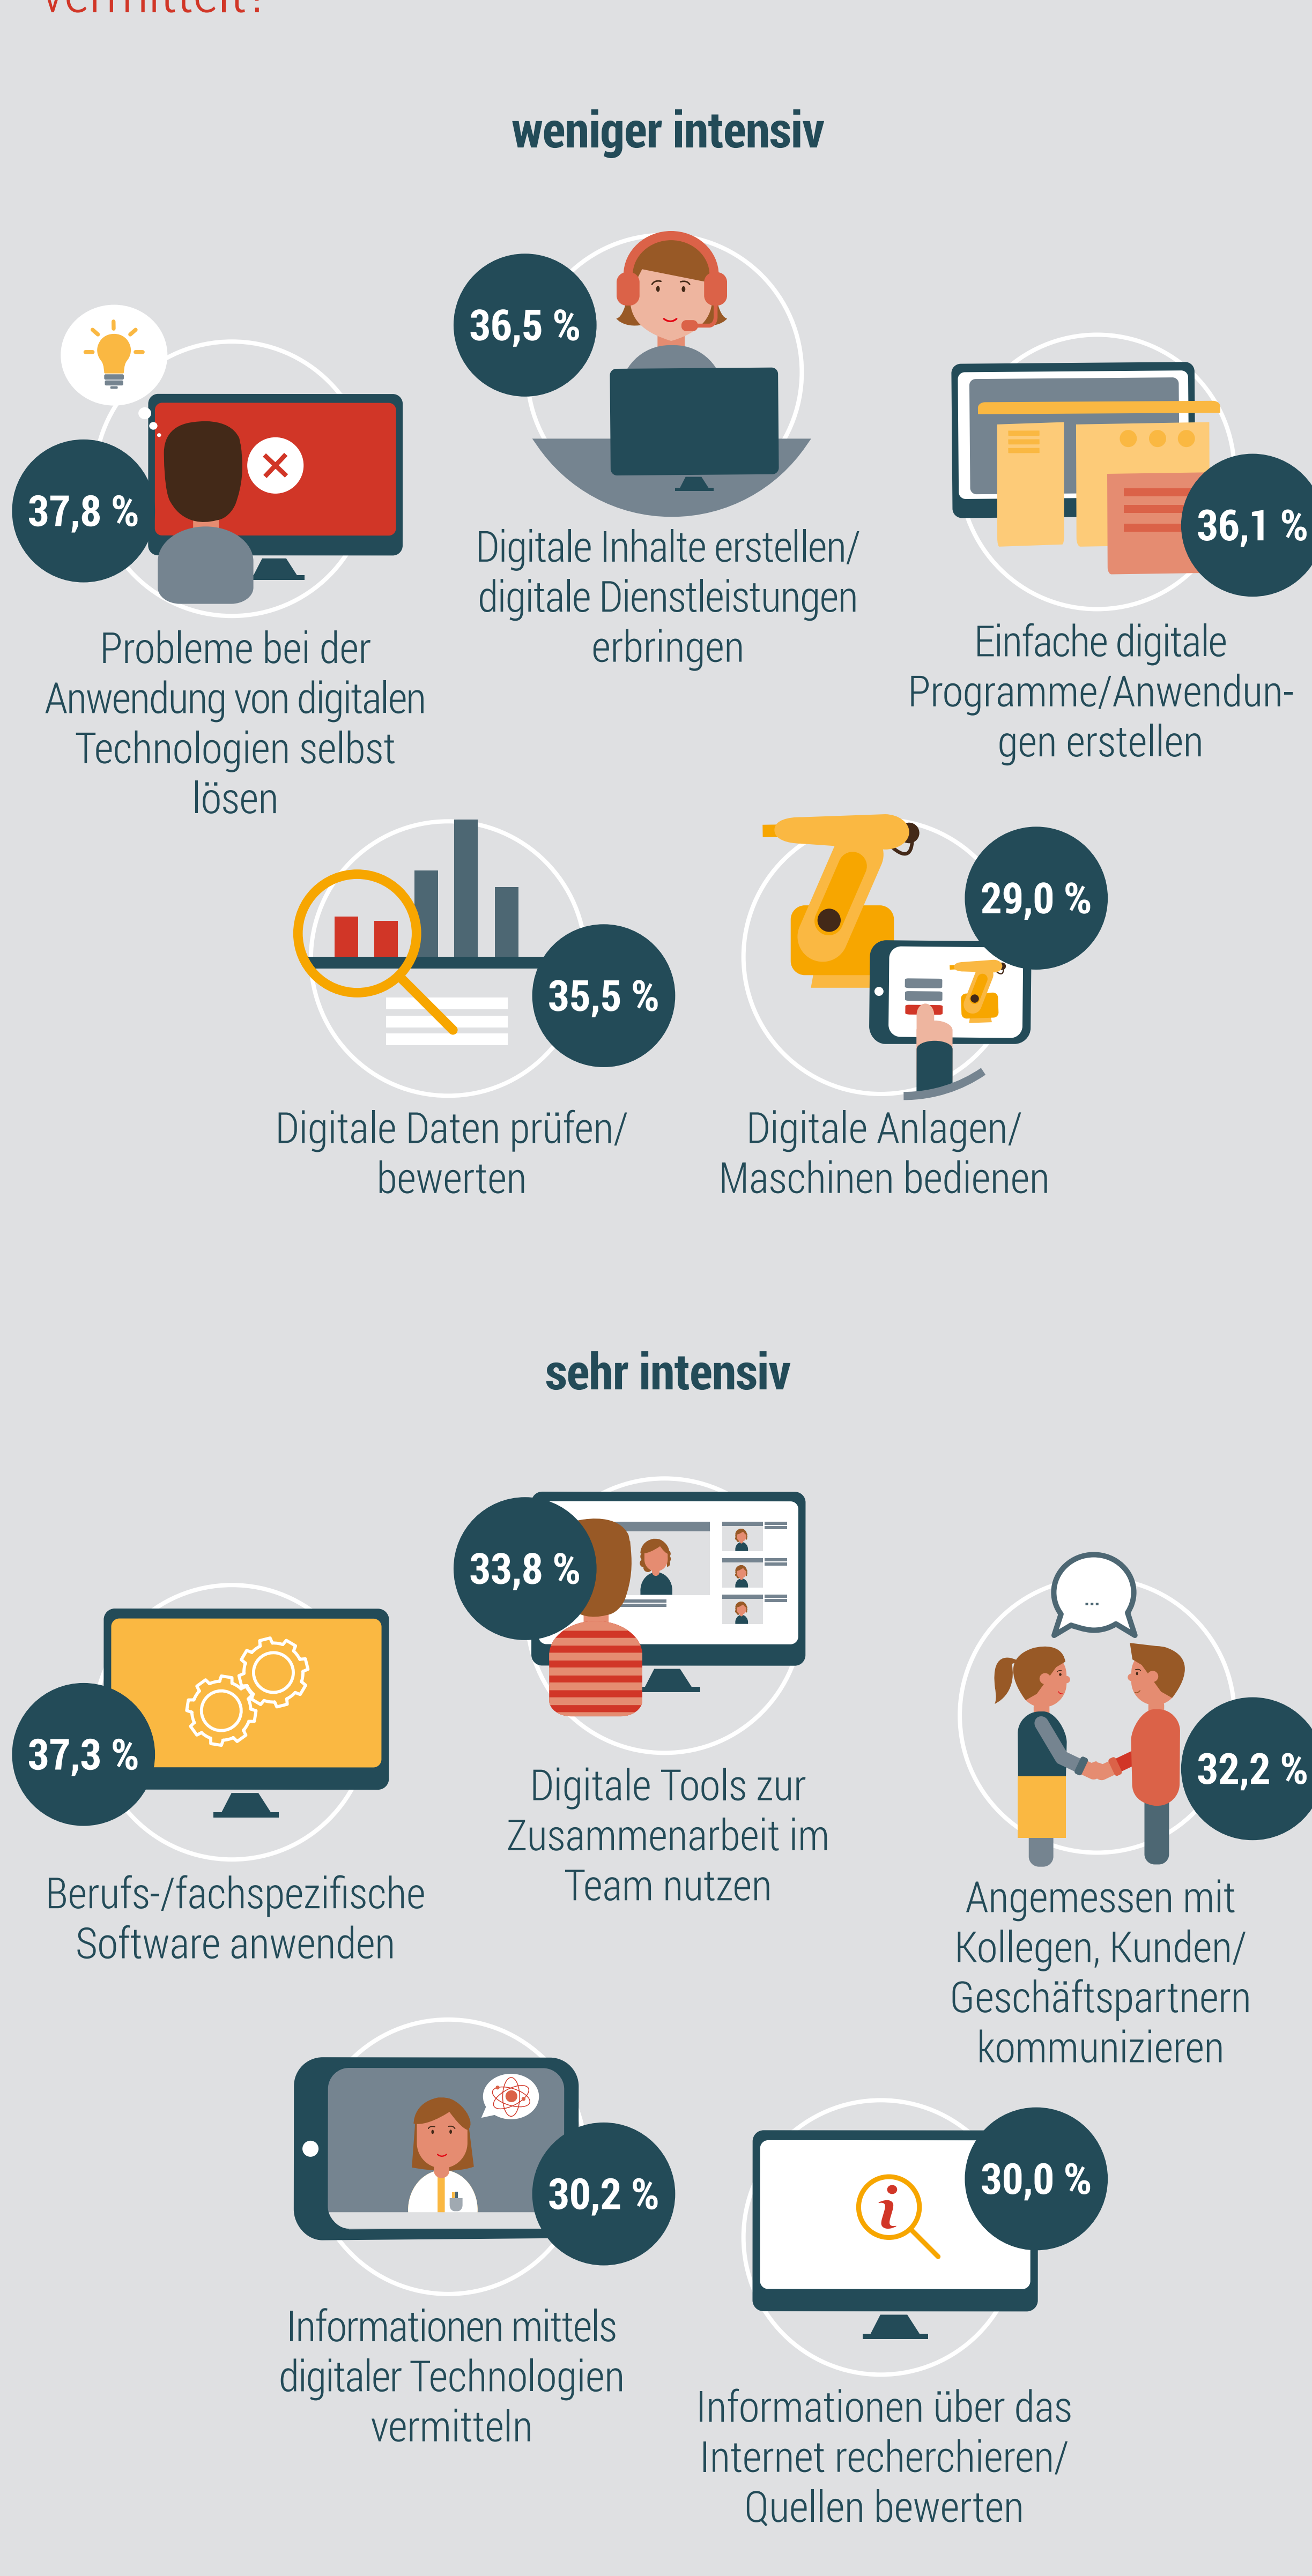 vermittelt?
weniger intensiv
37,8 %
Probleme bei der
Anwendung von digitalen
Technologien selbst
lösen
36,5 %
Digitale Inhalte erstellen/
digitale Dienstleistungen
erbringen
36,1 %
Einfache digitale
Programme/Anwendun-
gen erstellen
35,5 %
Digitale Daten prüfen/
bewerten
29,0 %
Digitale Anlagen/
Maschinen bedienen
sehr intensiv
37,3 %
Berufs-/fachspezifische
Software anwenden
33,8 %
Digitale Tools zur
Zusammenarbeit im
Team nutzen
...
32,2 %
Angemessen mit
Kollegen, Kunden/
Geschäftspartnern
kommunizieren
30,2 %
Informationen mittels
digitaler Technologien
vermitteln
i
30,0 %
Informationen über das
Internet recherchieren/
Quellen bewerten